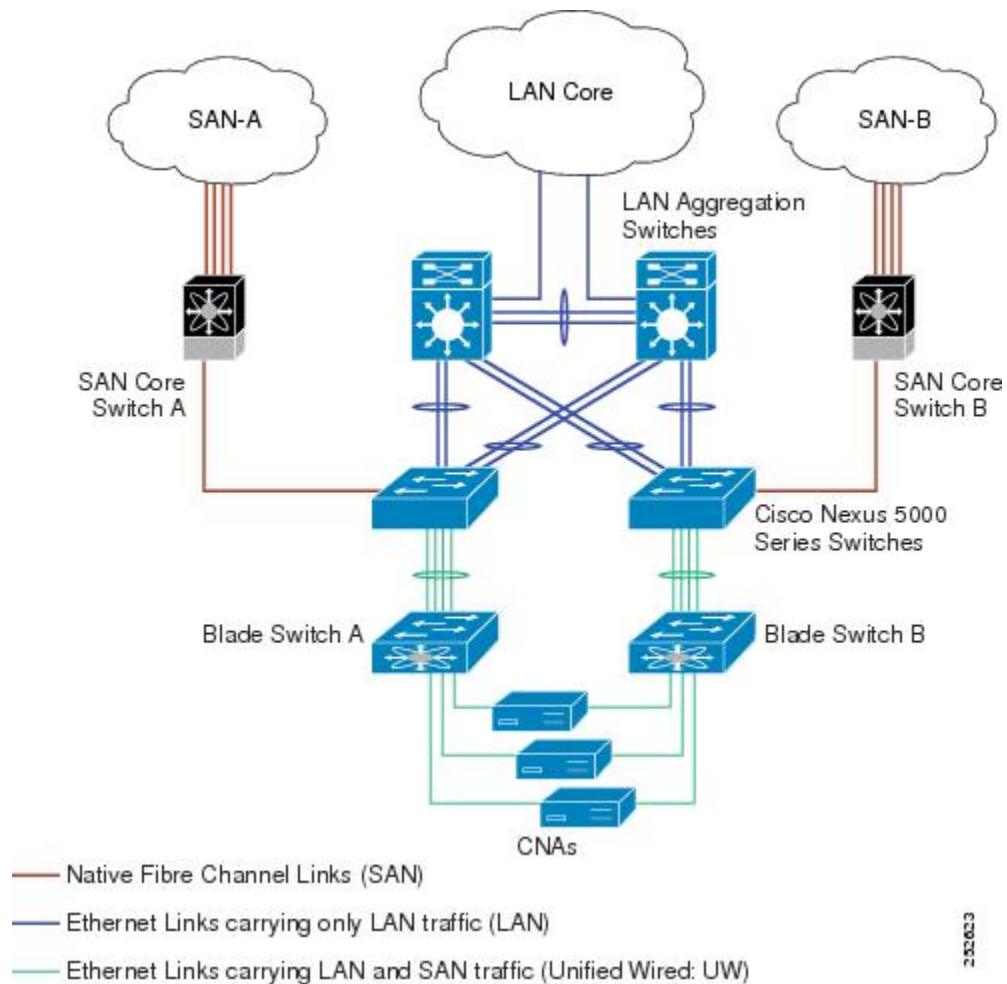 SAN-A
LAN Core
SAN-B
LAN Aggregation
Switches
SAN Core
Switch A
SAN Core
Switch B
Cisco Nexus 5000
Series Switches
Blade Switch A
Blade Switch B
CNAs
Native Fibre Channel Links (SAN)
Ethernet Links carrying only LAN traffic (LAN)
Ethernet Links carrying LAN and SAN traffic (Unified Wired: UW)
252623